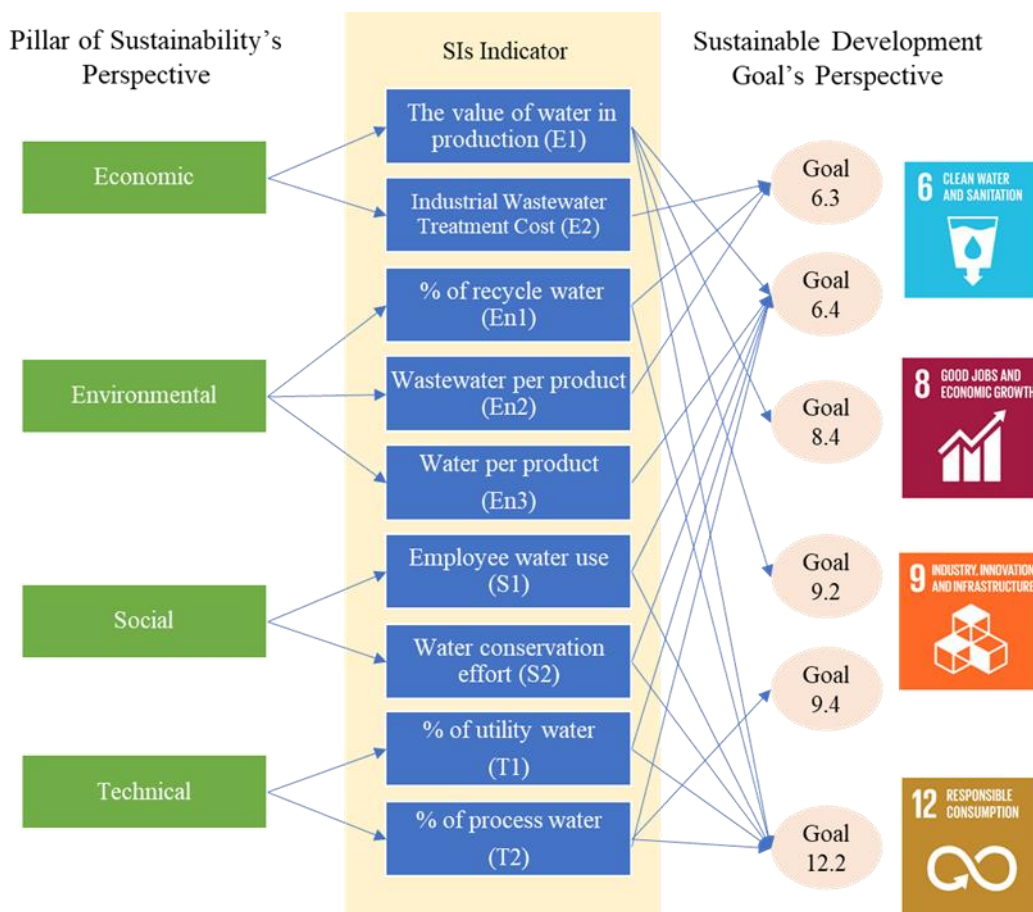 Pillar of Sustainability's
Perspective
SIs Indicator
Sustainable Development
Goal's Perspective
Economic
Environmental
Social
Technical
The value of water in
production (E1)
Industrial Wastewater
Treatment Cost (E2)
% of recycle water
(En1)
Wastewater per product
(En2)
Water per product
(En3)
Employee water use
(S1)
Water conservation
effort (S2)
% of utility water
(T1)
% of process water
(T2)
Goal
6.3
Goal
6.4
Goal
8.4
Goal
9.2
Goal
9.4
Goal
12.2
6 CLEAN WATER
AND SANITATION
8 GOOD JOBS AND
ECONOMIC GROWTH
9 INDUSTRY, INNOVATION
AND INFRASTRUCTURE
12 RESPONSIBLE
CONSUMPTION